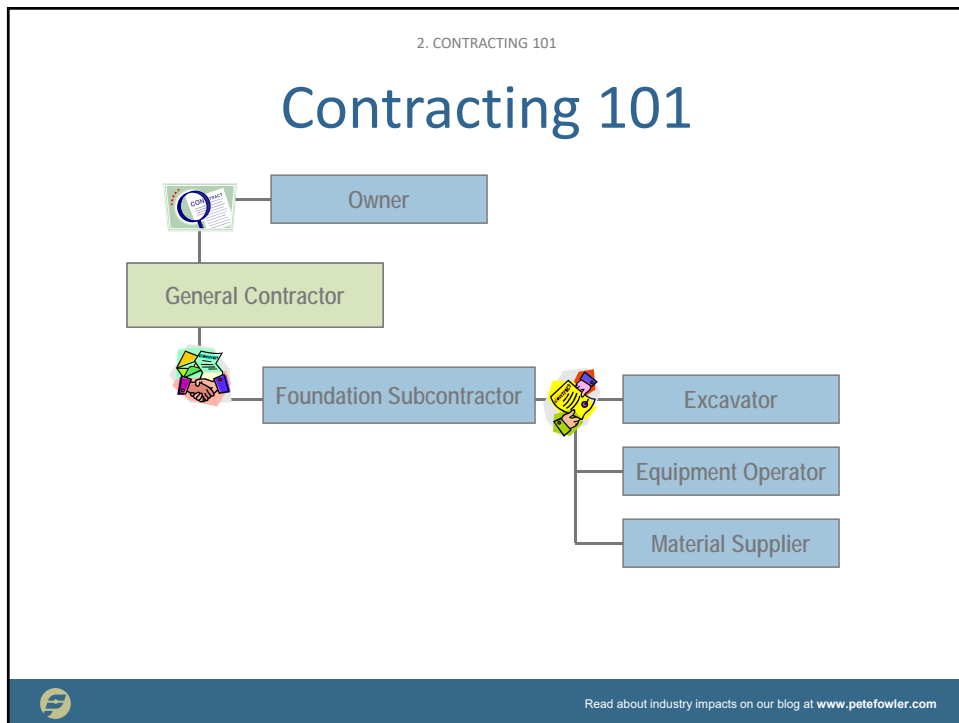 2. CONTRACTING 101
Contracting 101
CONTRACT
Owner
General Contractor
Foundation Subcontractor
Excavator
Equipment Operator
Material Supplier
Read about industry impacts on our blog at www.petefowler.com